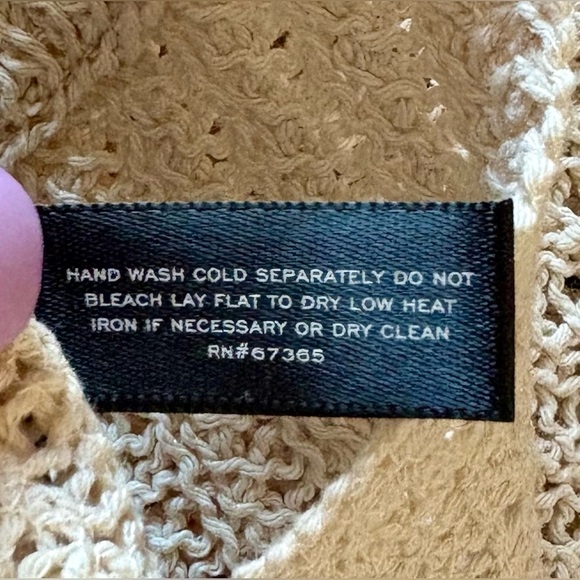 HAND WASH COLD SEPARATELY DO NOT
BLEACH LAY FLAT TO DRY LOW HEAT
IRON IF NECESSARY OR DRY CLEAN
RN#67365